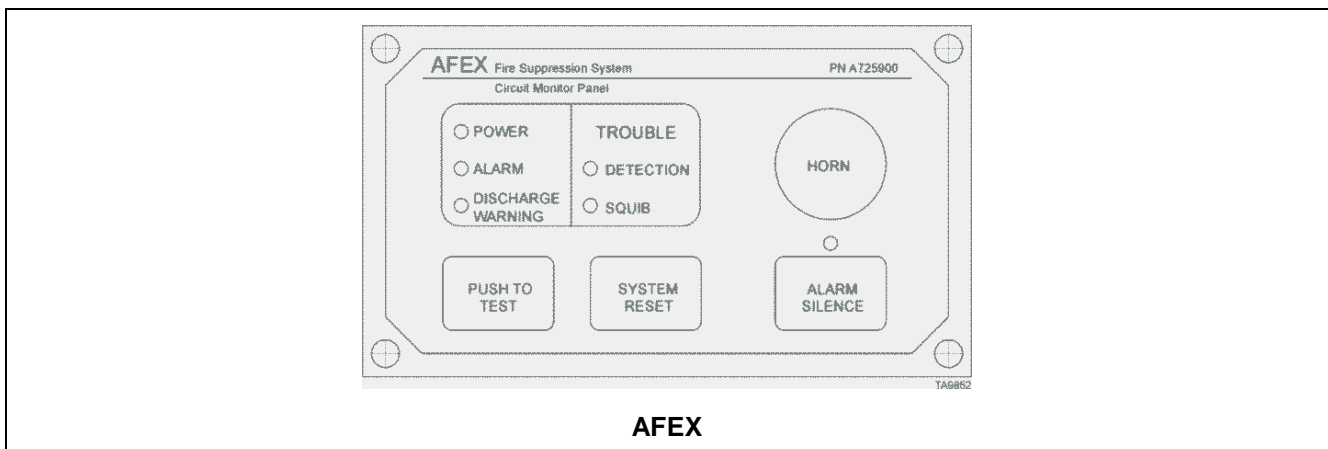 AFEX Fire Suppression System PN A725900
Circuit Monitor Panel
POWER
ALARM
DISCHARGE
WARNING
TROUBLE
DETECTION
SQUIB
HORN
PUSH TO
TEST
SYSTEM
RESET
ALARM
SILENCE
TA9852
AFEX